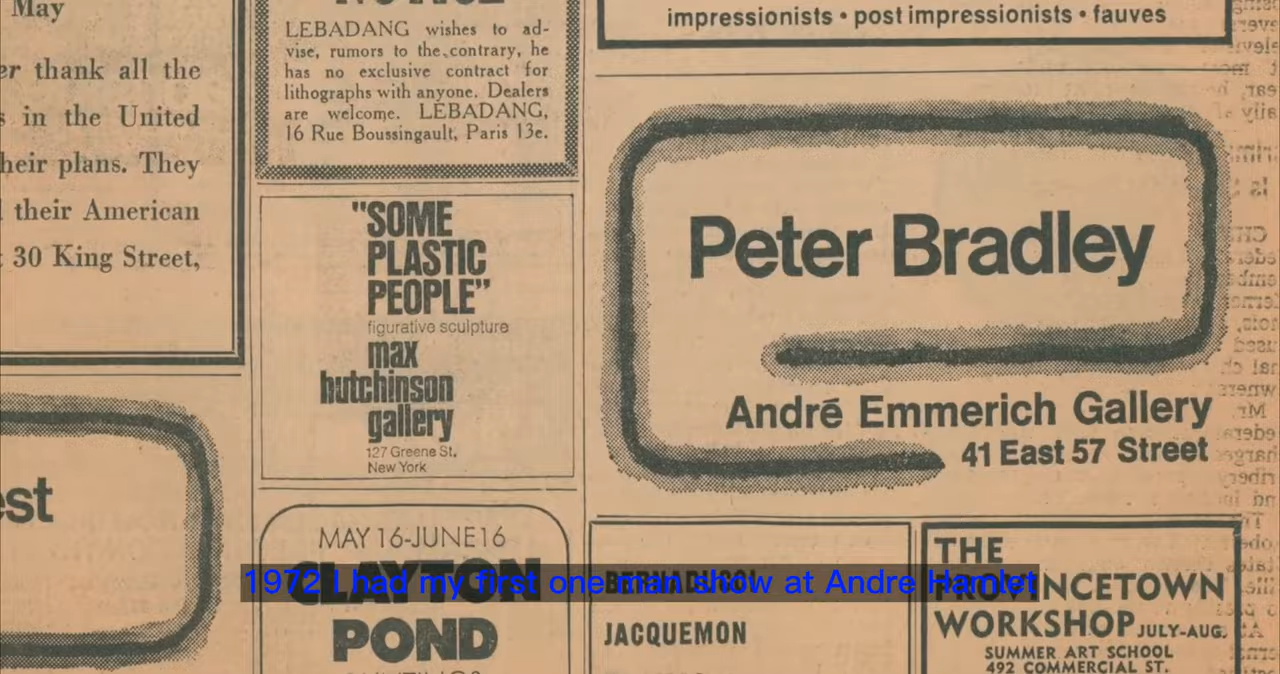 May
er thank all the
s in the United
heir plans. They
their American
30 King Street,
est
LEBADANG wishes to ad-
vise, rumors to the contrary, he
has no exclusive contract for
lithographs with anyone. Dealers
are welcome. LEBADANG,
16 Rue Boussingault, Paris 13e.
"SOME
PLASTIC
PEOPLE"
figurative sculpture
max
hutchinson
gallery
127 Greene St.
New York
MAY 16-JUNE 16
CLAYTON
POND
impressionists • post impressionists • fauves
Peter Bradley
André Emmerich Gallery
41 East 57 Street
BERNADUCCI
JACQUEMON
THE
PROVINCETOWN
WORKSHOP JULY-AUG.
SUMMER ART SCHOOL
492 COMMERCIAL ST.
1972 I had my first one man show at Andre Hamlet